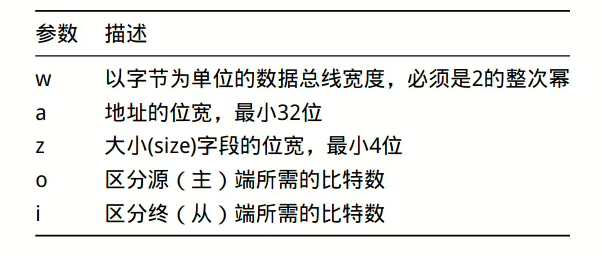 参数 描述
w 以字节为单位的数据总线宽度，必须是2的整次幂
a 地址的位宽，最小32位
z 大小(size)字段的位宽，最小4位
o 区分源（主）端所需的比特数
i 区分终（从）端所需的比特数